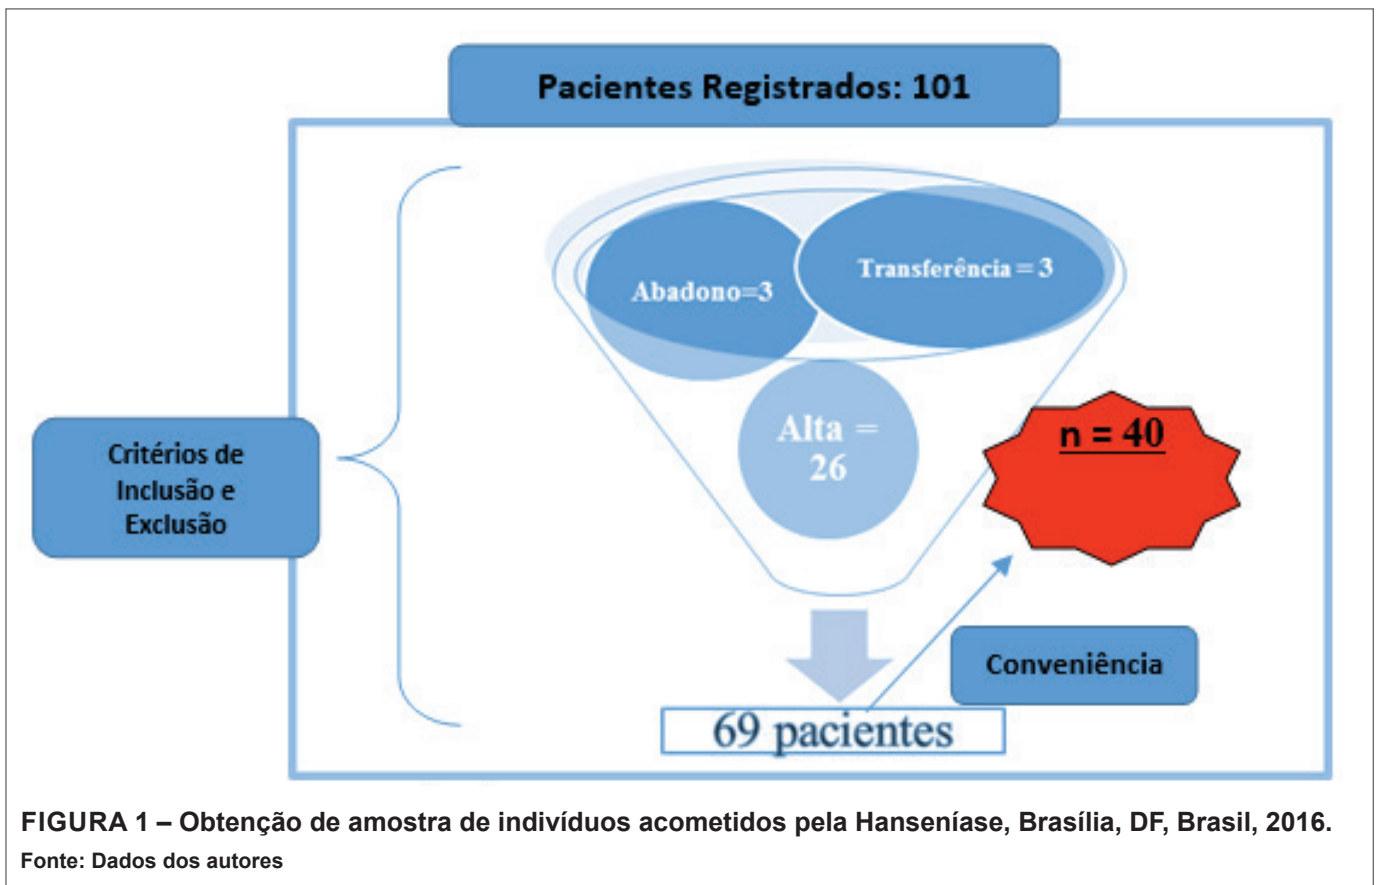 Pacientes Registrados: 101
Abadono=3
Transferência = 3
Alta =
26
n = 40
Critérios de
Inclusão e
Exclusão
Conveniência
69 pacientes
FIGURA 1 – Obtenção de amostra de indivíduos acometidos pela Hanseníase, Brasília, DF, Brasil, 2016.
Fonte: Dados dos autores